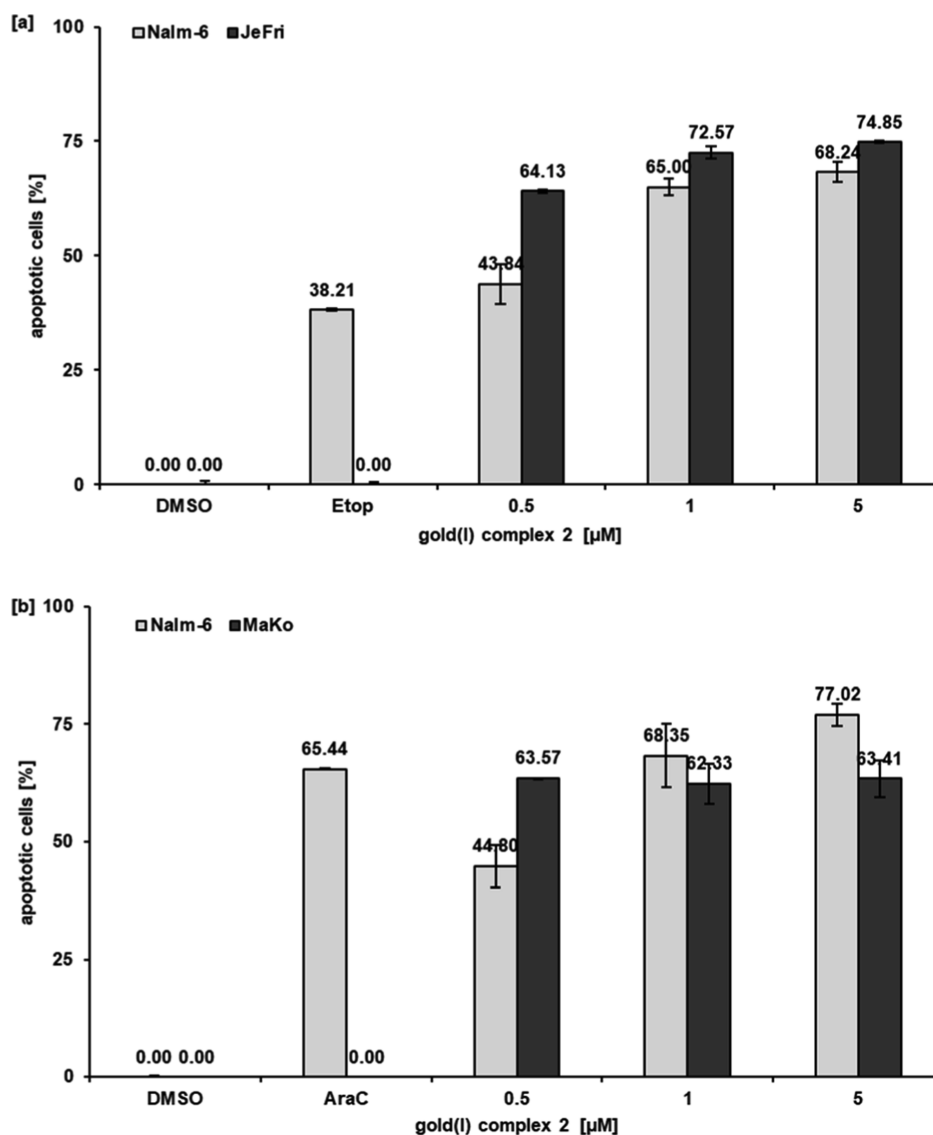 [a]
Nalm-6 JeFri
100
75
50
25
0
apoptotic cells [%]
0.00 0.00
38.21
0.00
43.84
64.13
65.00
72.57
68.24
74.85
DMSO Etop 0.5 1 5
gold(I) complex 2 [µM]
[b]
Nalm-6 MaKo
100
75
50
25
0
apoptotic cells [%]
0.00 0.00
65.44
0.00
44.80
63.57
68.35
62.33
77.02
63.41
DMSO AraC 0.5 1 5
gold(I) complex 2 [µM]